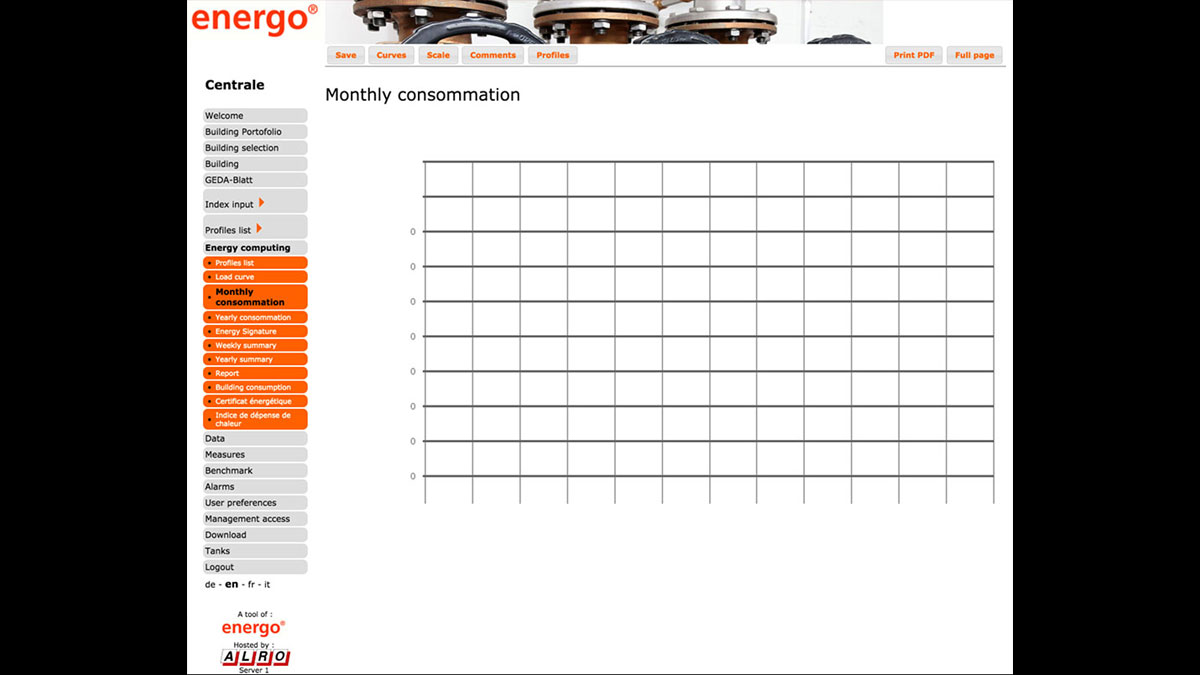 energo®
Save
Curves
Scale
Comments
Profiles
Print PDF
Full page
Centrale
Welcome
Building Portofolio
Building selection
Building
GEDA-Blatt
Index input
Profiles list
Energy computing
Profiles list
Load curve
Monthly
consommation
Yearly consommation
Energy Signature
Weekly summary
Yearly summary
Report
Building consumption
Certificat énergétique
Indice de dépense de
chaleur
Data
Measures
Benchmark
Alarms
User preferences
Management access
Download
Tanks
Logout
de - en - fr - it
A tool of :
energo®
Hosted by :
ALRO
Server 1
Monthly consommation
0
0
0
0
0
0
0
0